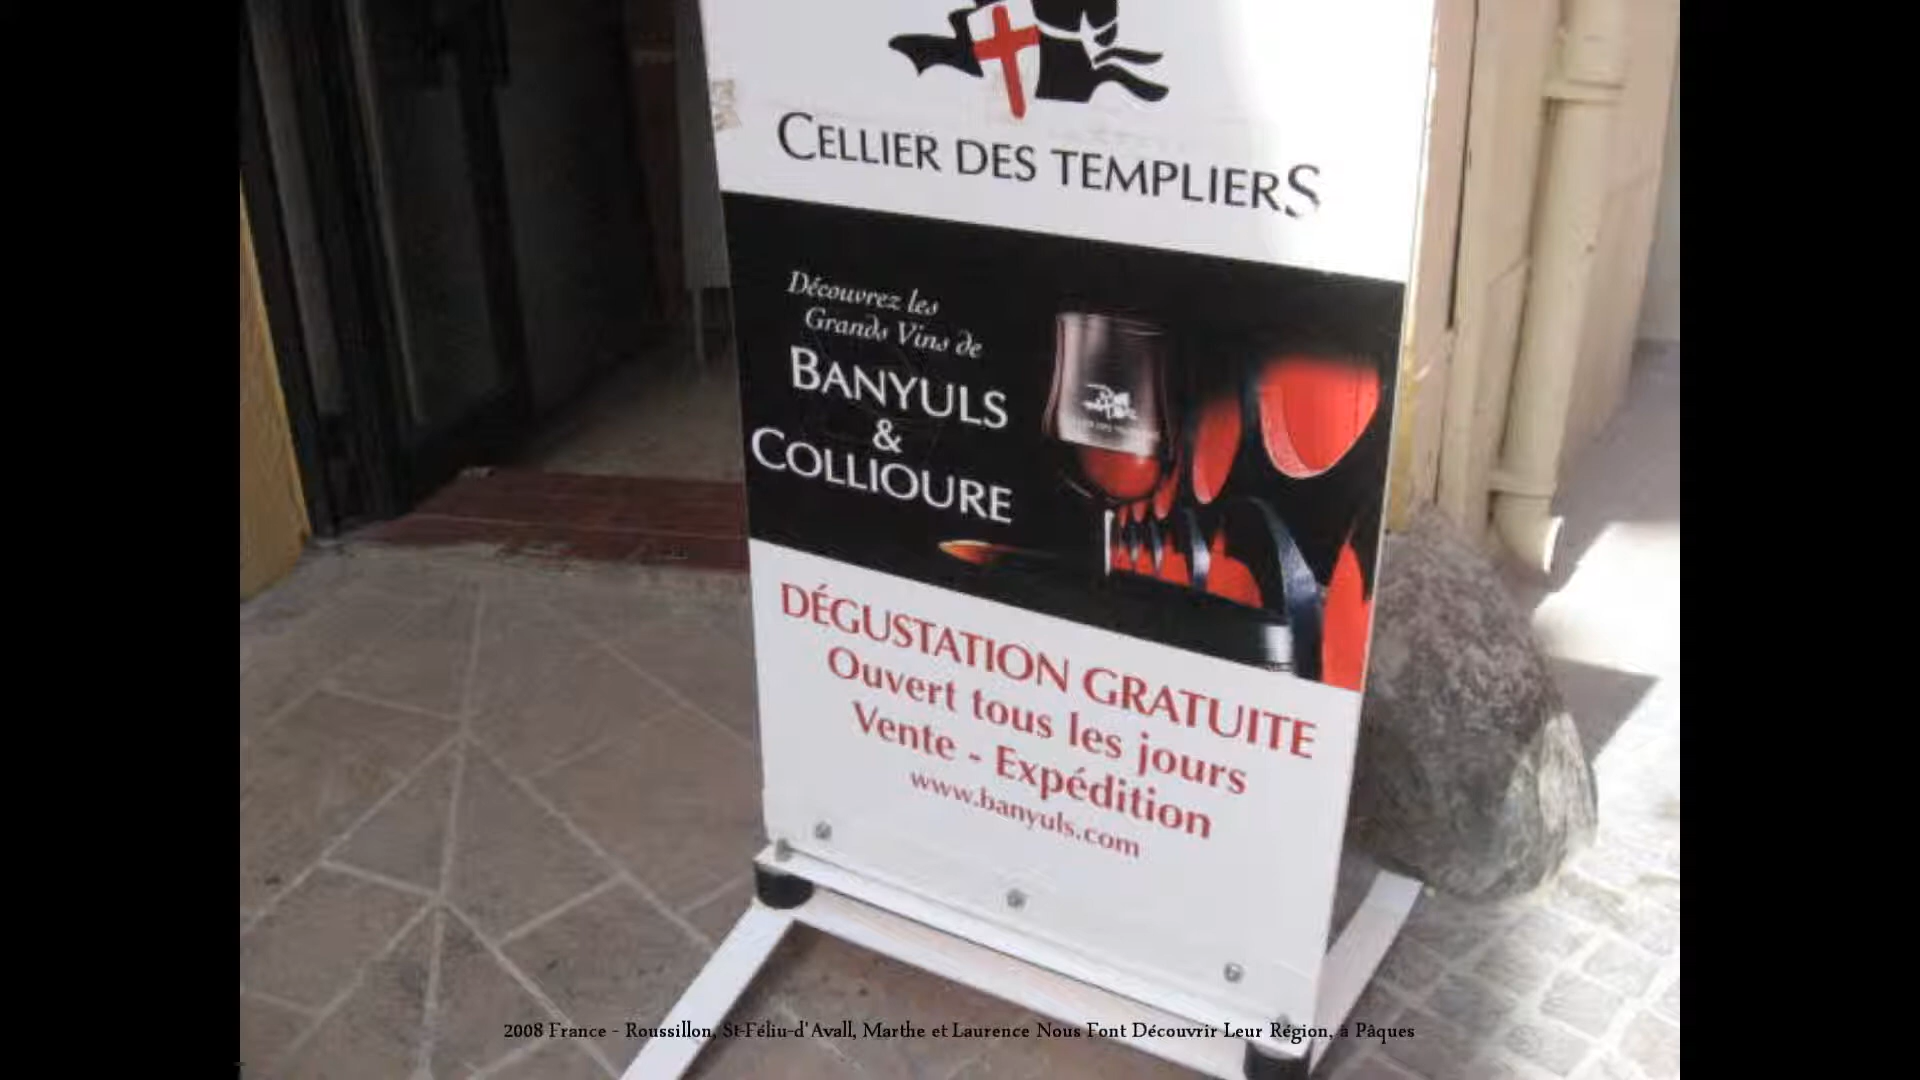 CELLIER DES TEMPLIERS
Découvrez les
Grands Vins de
BANYULS
&
COLLIOURE
DÉGUSTATION GRATUITE
Ouvert tous les jours
Vente - Expédition
www.banyuls.com
2008 France - Roussillon, St-Féliu-d'Avall, Marthe et Laurence Nous Font Découvrir Leur Région, à Pâques